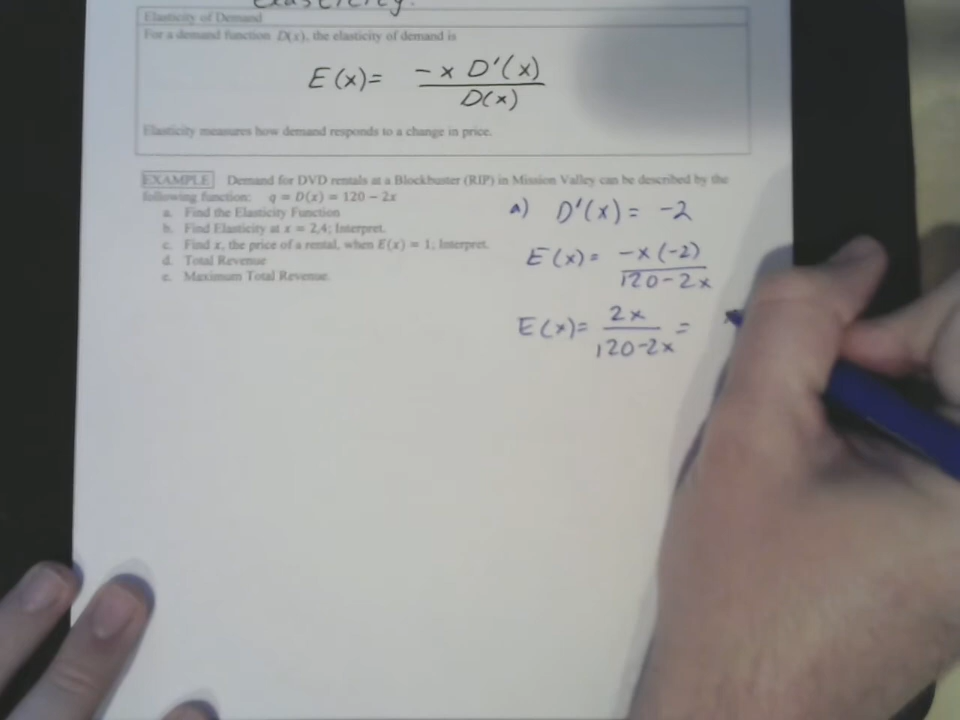 Elasticity.
Elasticity of Demand
For a demand function D(x), the elasticity of demand is
E(x) = -x D'(x) / D(x)
Elasticity measures how demand responds to a change in price.
EXAMPLE Demand for DVD rentals at a Blockbuster (RIP) in Mission Valley can be described by the
following function: q = D(x) = 120 − 2x
a. Find the Elasticity Function
b. Find Elasticity at x = 2,4; Interpret.
c. Find x, the price of a rental, when E(x) = 1; Interpret.
d. Total Revenue
e. Maximum Total Revenue.
a) D'(x) = -2
E(x) = -x(-2) / 120-2x
E(x) = 2x / 120-2x =